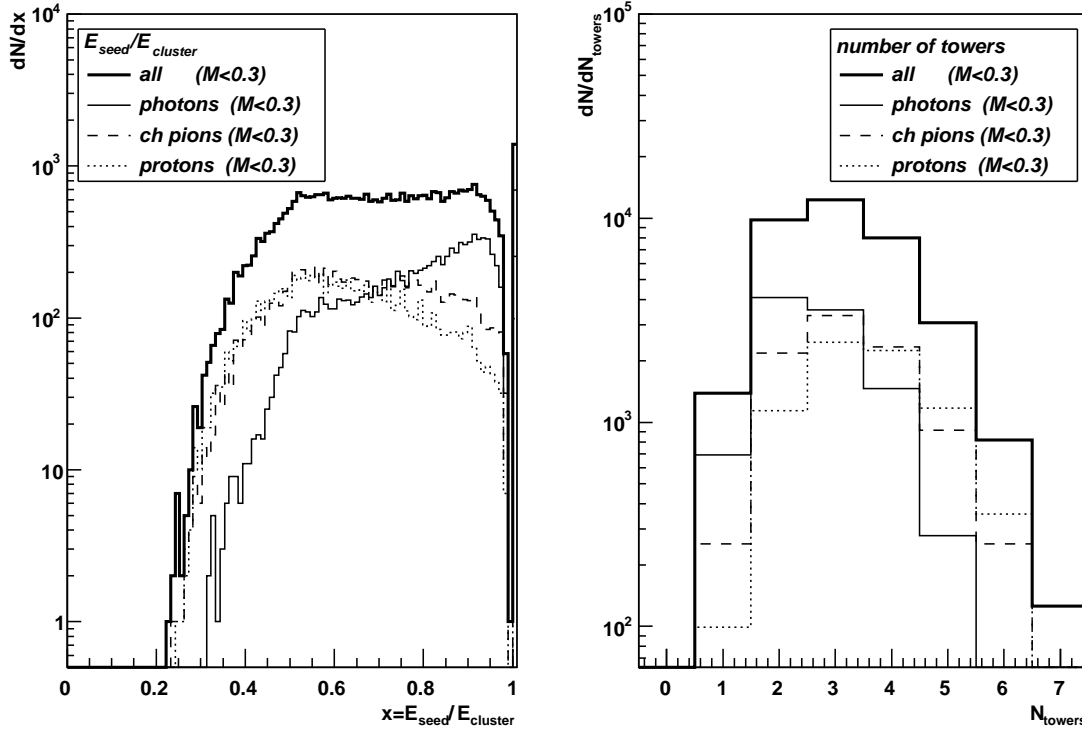 dN/dx
10^4
10^3
10^2
10
1
E_seed/E_cluster
all (M<0.3)
photons (M<0.3)
ch pions (M<0.3)
protons (M<0.3)
0 0.2 0.4 0.6 0.8 1
x=E_seed/E_cluster
dN/dN_towers
10^5
10^4
10^3
10^2
number of towers
all (M<0.3)
photons (M<0.3)
ch pions (M<0.3)
protons (M<0.3)
0 1 2 3 4 5 6 7
N_towers